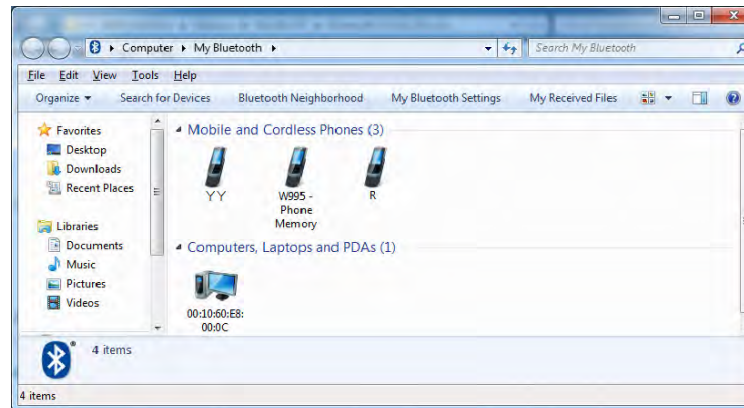 Computer ▸ My Bluetooth ▸
Search My Bluetooth
File Edit View Tools Help
Organize Search for Devices Bluetooth Neighborhood My Bluetooth Settings My Received Files
Favorites
Desktop
Downloads
Recent Places
Libraries
Documents
Music
Pictures
Videos
Mobile and Cordless Phones (3)
YY
W995 -
Phone
Memory
R
Computers, Laptops and PDAs (1)
00:10:60:E8:
00:0C
4 items
4 items